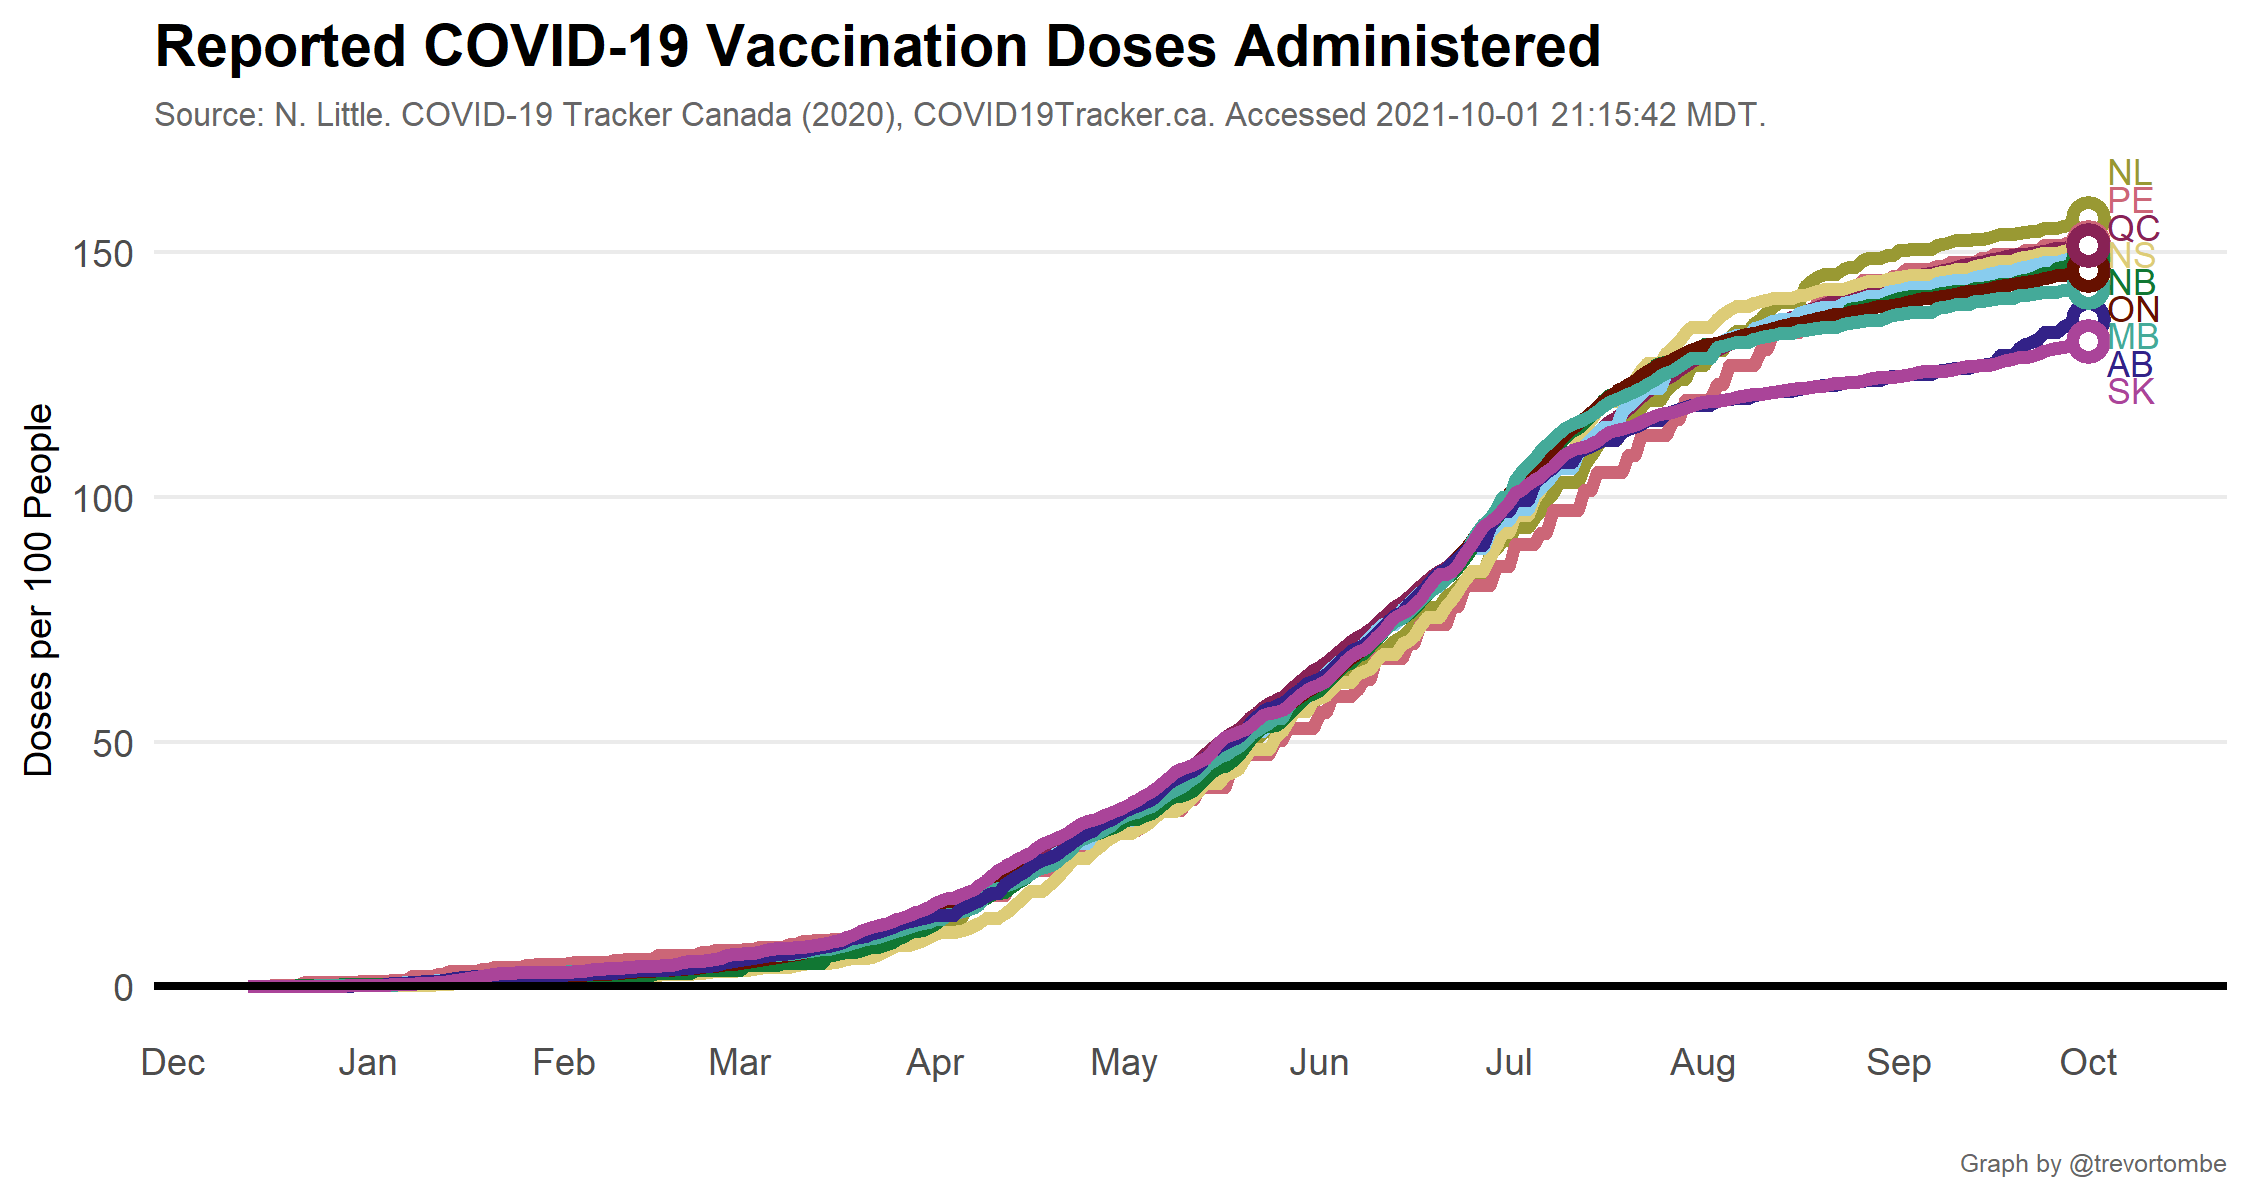 Reported COVID-19 Vaccination Doses Administered
Source: N. Little. COVID-19 Tracker Canada (2020), COVID19Tracker.ca. Accessed 2021-10-01 21:15:42 MDT.
Doses per 100 People
150
100
50
0
NL
PE
QC
NS
NB
ON
MB
AB
SK
Dec Jan Feb Mar Apr May Jun Jul Aug Sep Oct
Graph by @trevortombe